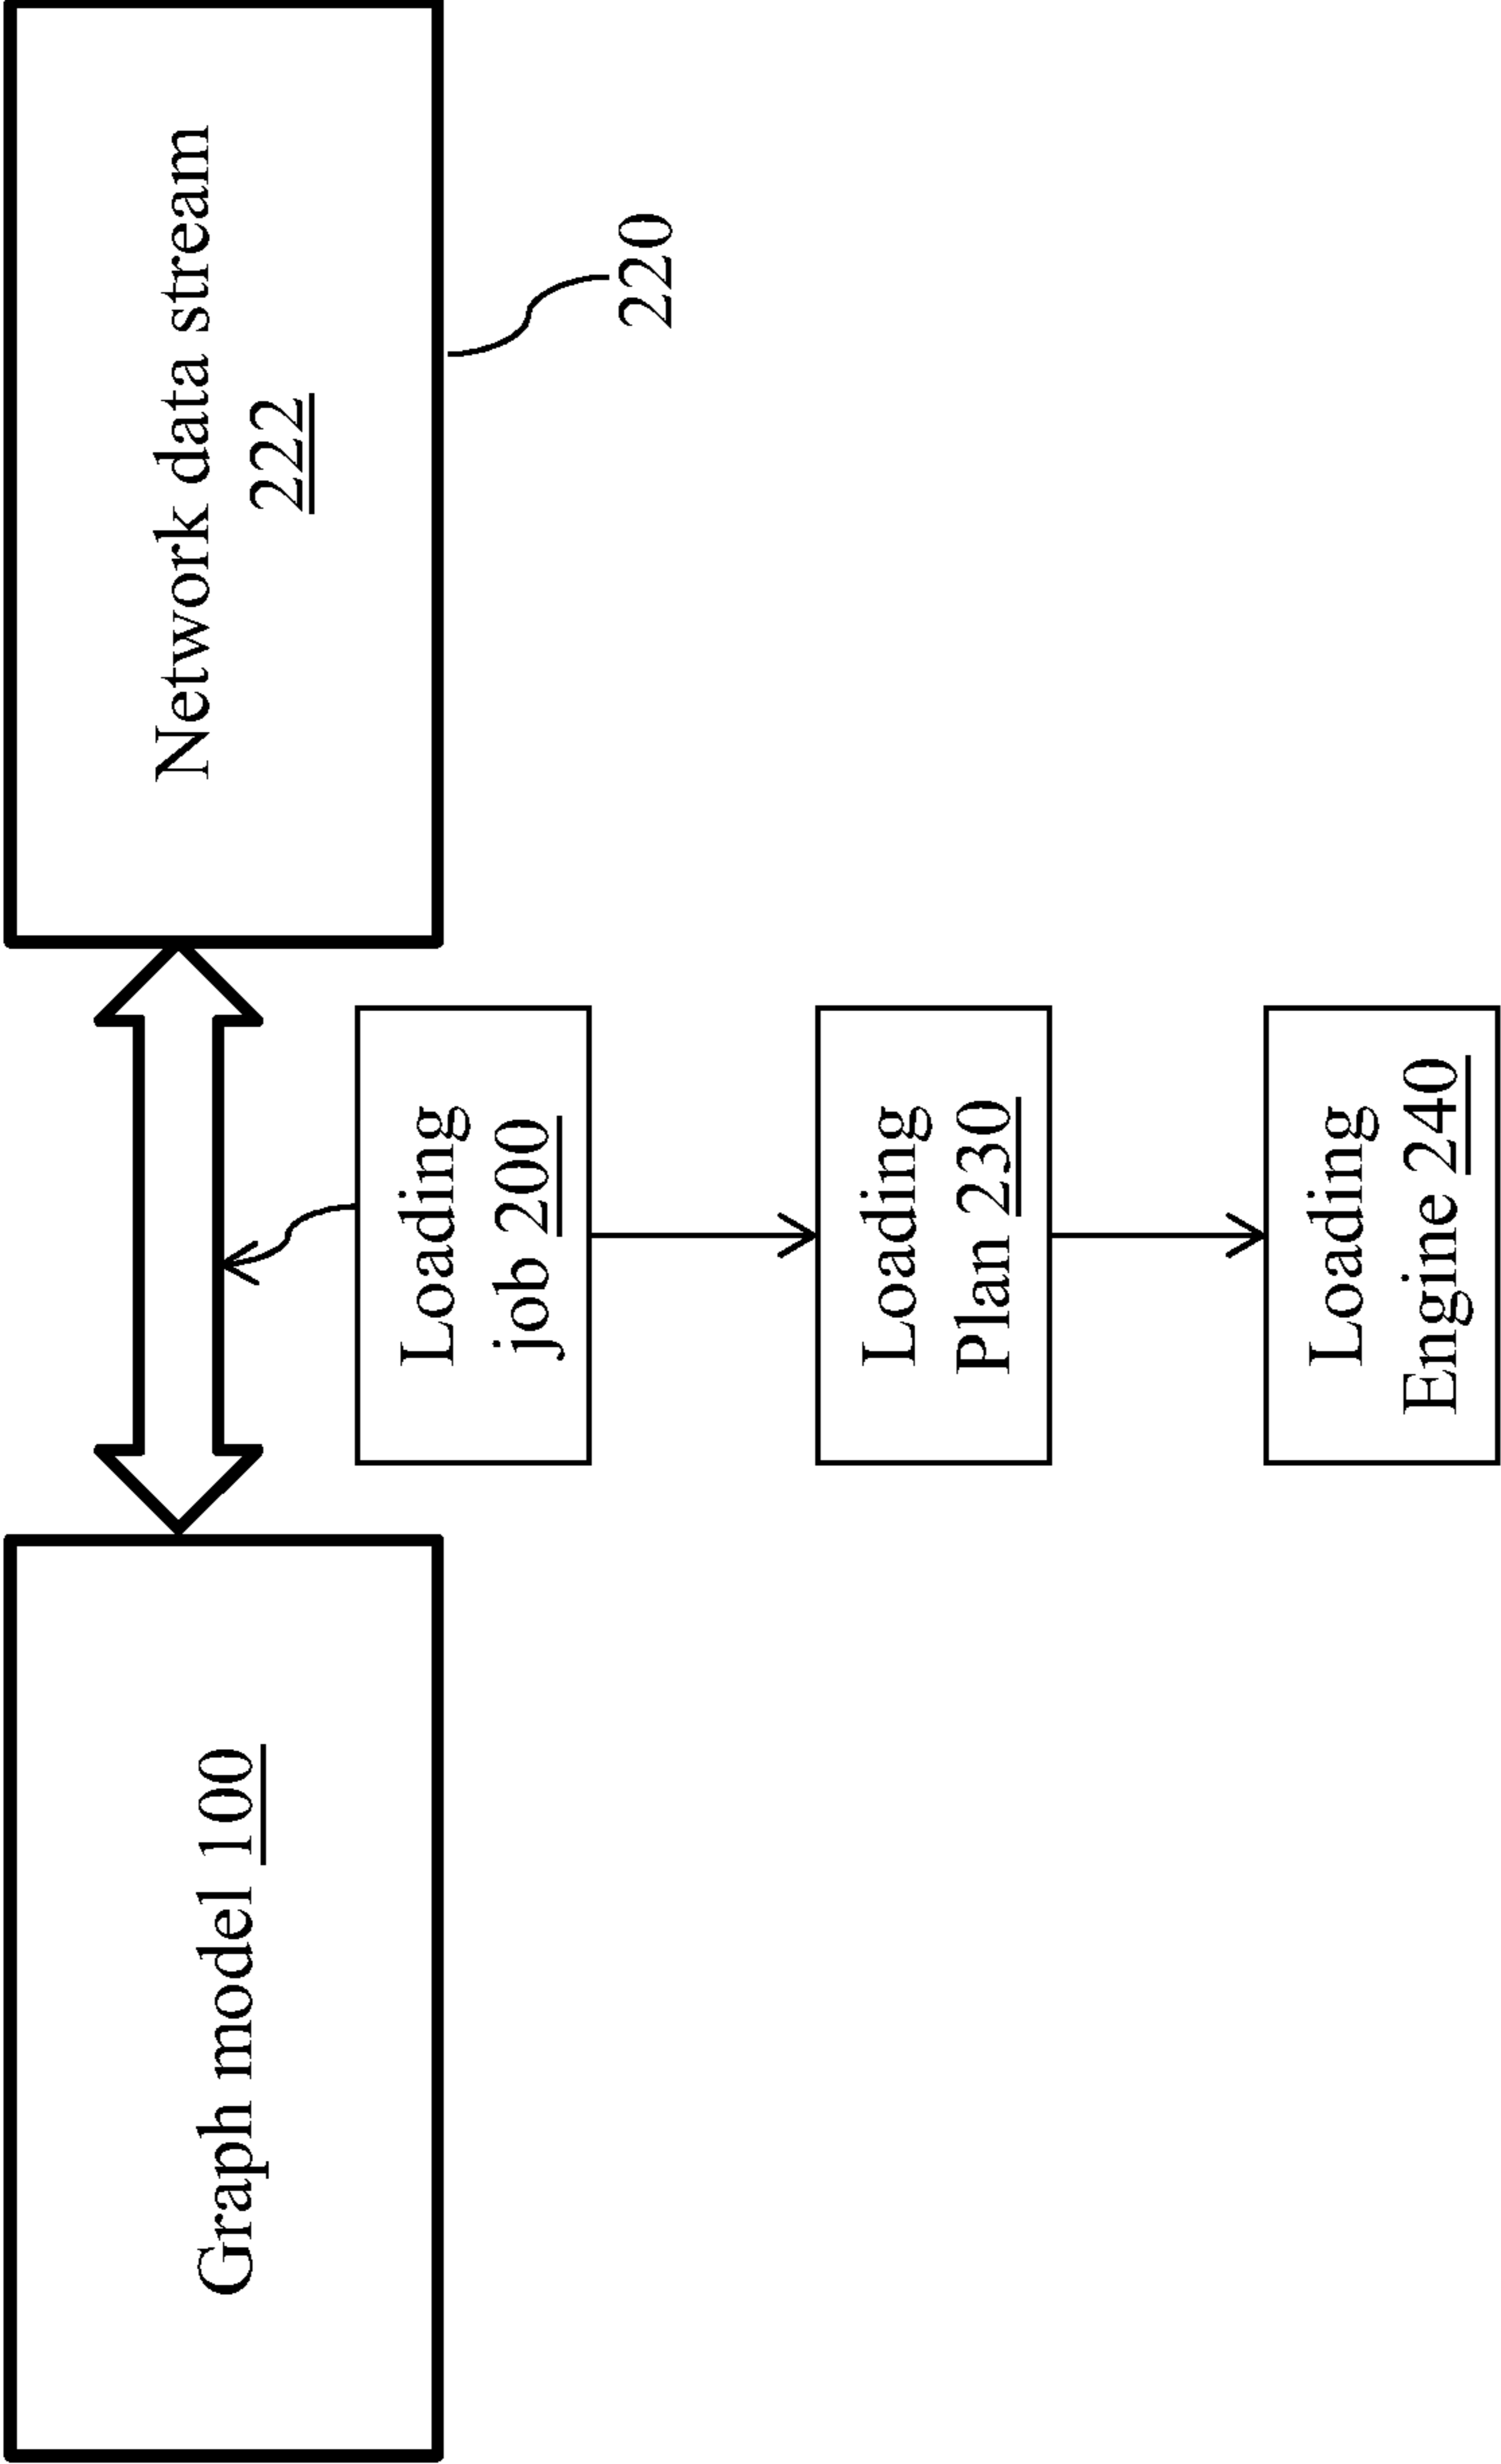 Graph model 100
Network data stream
222
220
Loading
job 200
Loading
Plan 230
Loading
Engine 240